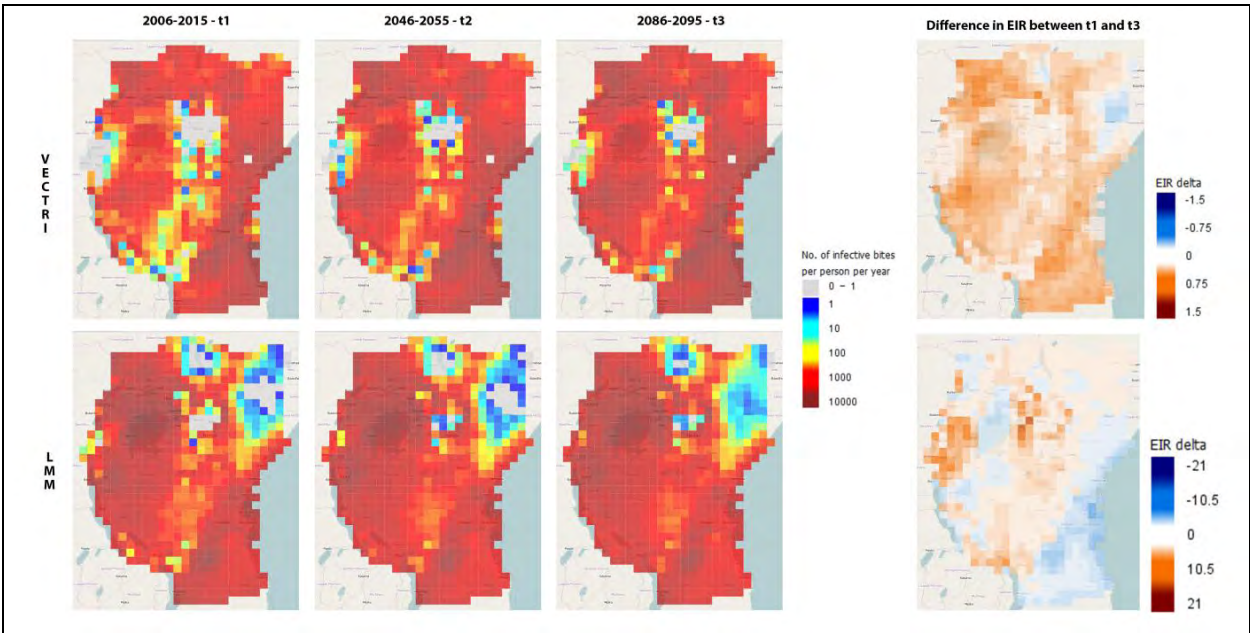 2006-2015 - t1
2046-2055 - t2
2086-2095 - t3
Difference in EIR between t1 and t3
VECTRI
No. of infective bites
per person per year
0 - 1
1
10
100
1000
10000
EIR delta
-1.5
-0.75
0
0.75
1.5
LMM
EIR delta
-21
-10.5
0
10.5
21